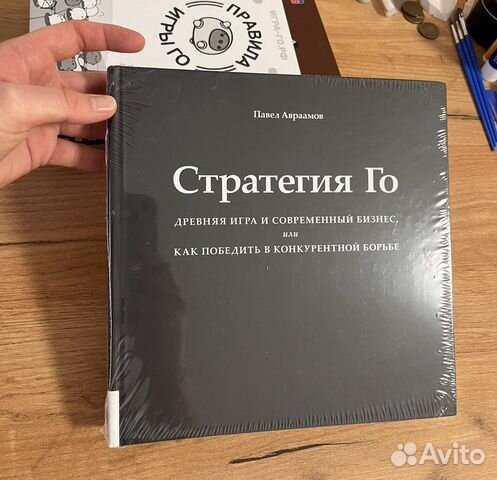 ПРАВИЛА
ИГРЫ ГО
ИГРА-ГО.РФ
Павел Авраамов
Стратегия Го
ДРЕВНЯЯ ИГРА И СОВРЕМЕННЫЙ БИЗНЕС,
или
КАК ПОБЕДИТЬ В КОНКУРЕНТНОЙ БОРЬБЕ
Avito